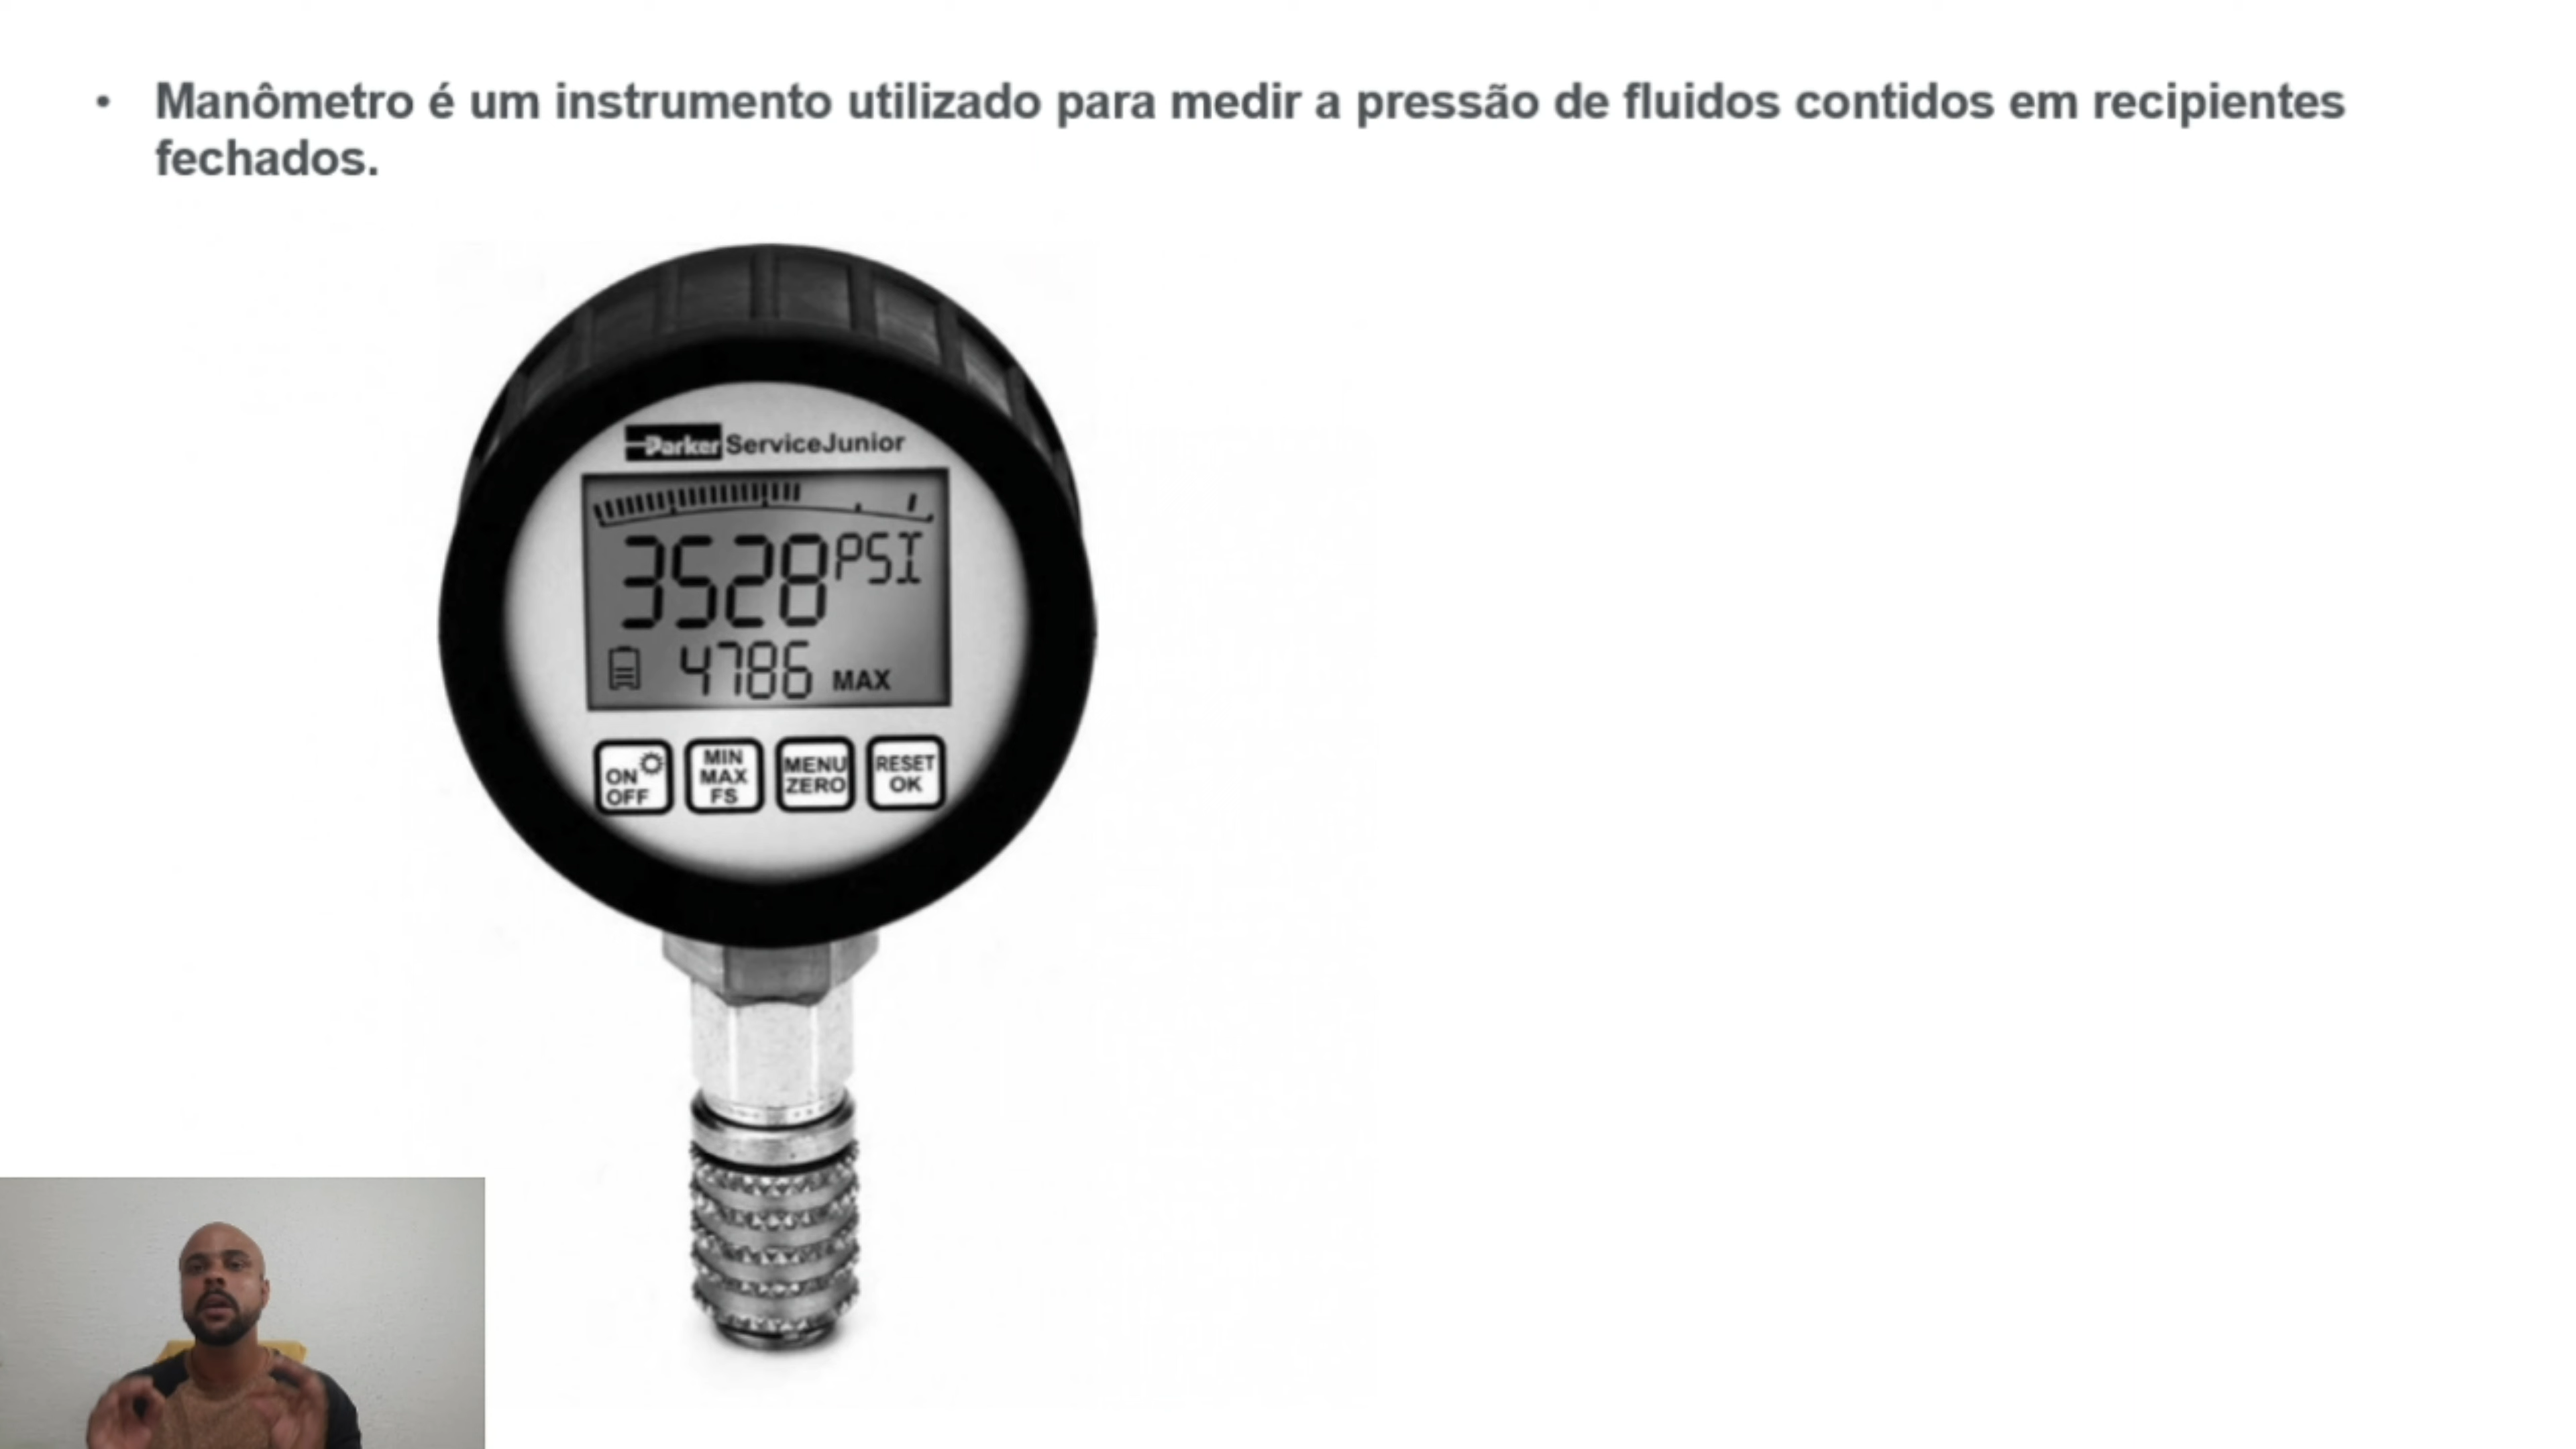 • Manômetro é um instrumento utilizado para medir a pressão de fluidos contidos em recipientes
fechados.
Parker ServiceJunior
3528 PSI
4786 MAX
ON OFF
MIN MAX FS
MENU ZERO
RESET OK